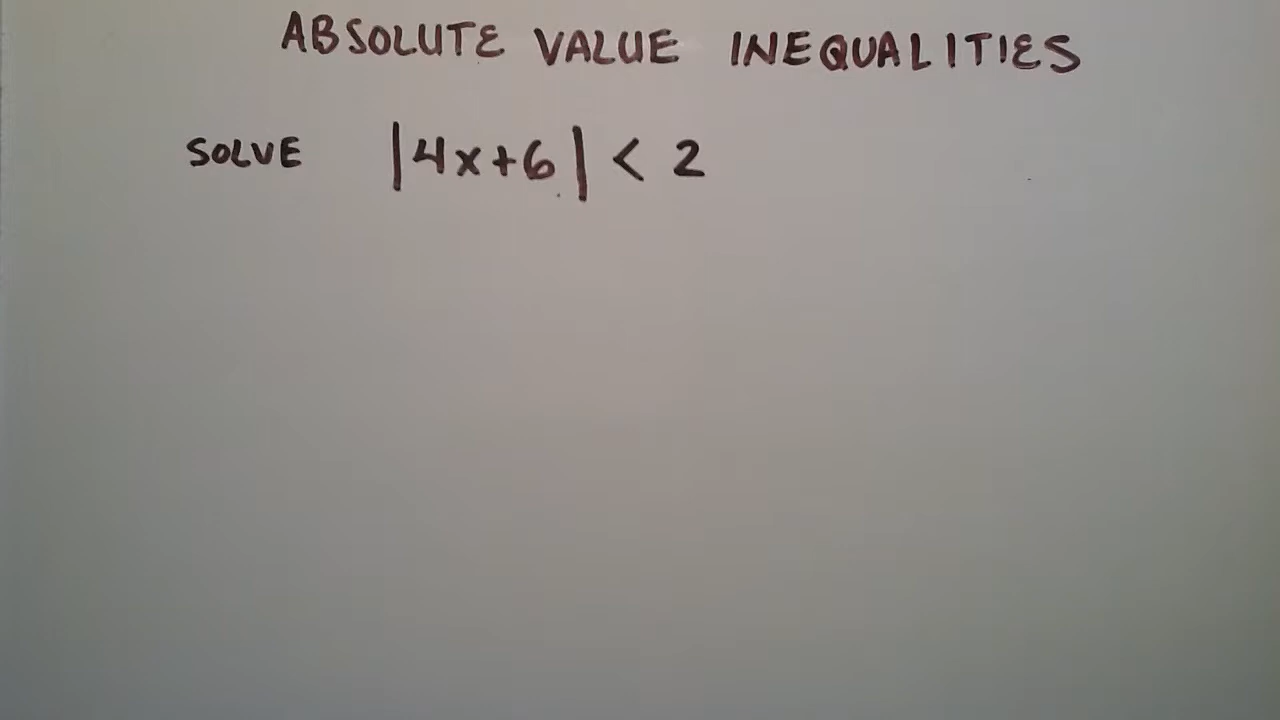 ABSOLUTE VALUE INEQUALITIES
SOLVE |4x+6| < 2